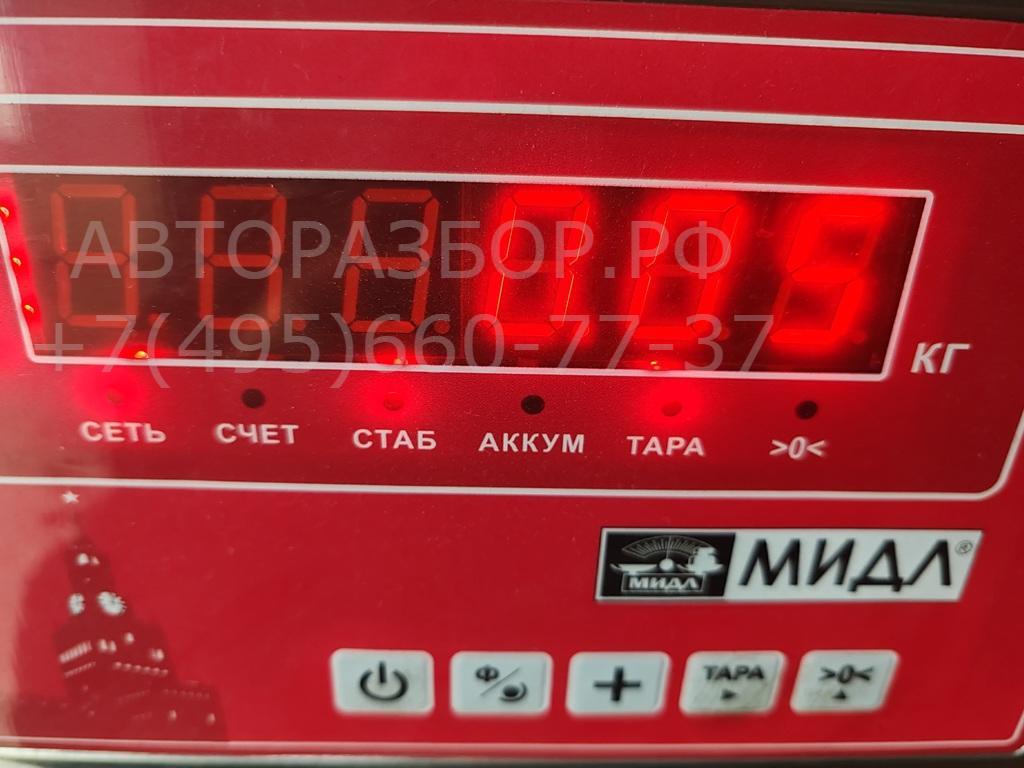 АВТОРАЗБОР.РФ
+7(495)660-77-37
КГ
СЕТЬ СЧЕТ СТАБ АККУМ ТАРА >0<
МИДЛ МИДЛ®
Ф ТАРА >0<